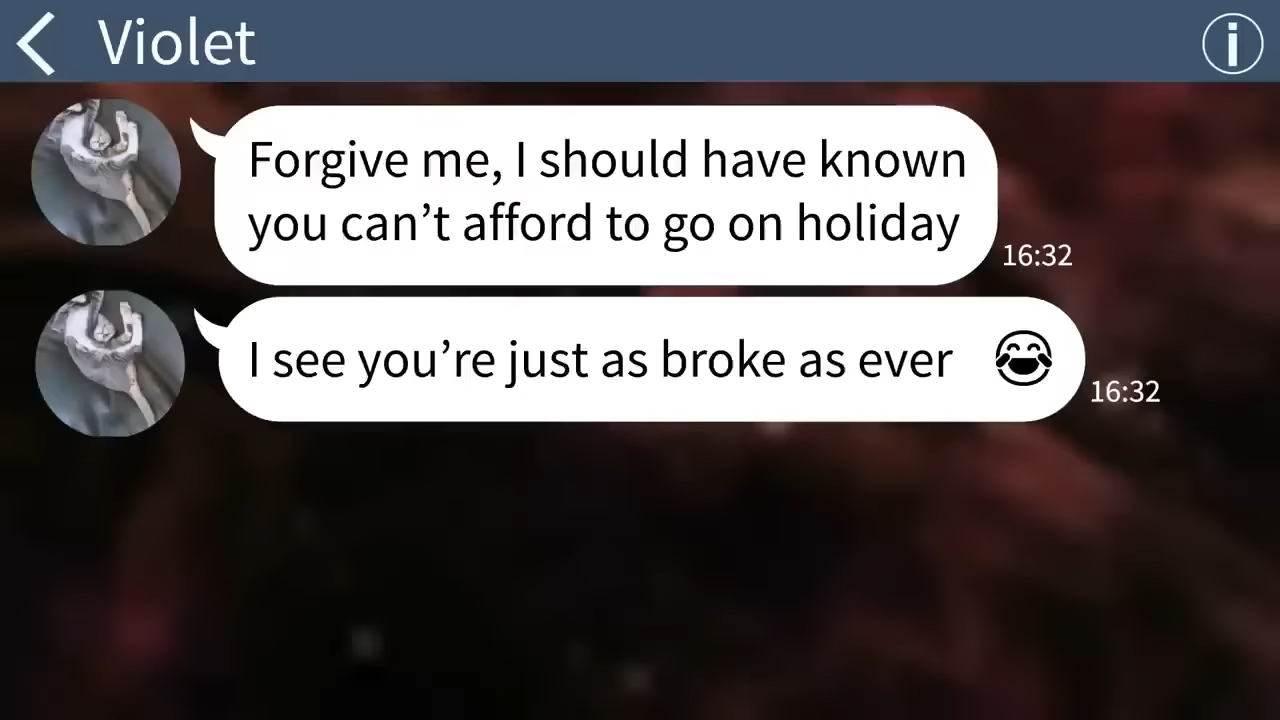 Violet
Forgive me, I should have known
you can’t afford to go on holiday
16:32
I see you’re just as broke as ever 😂
16:32